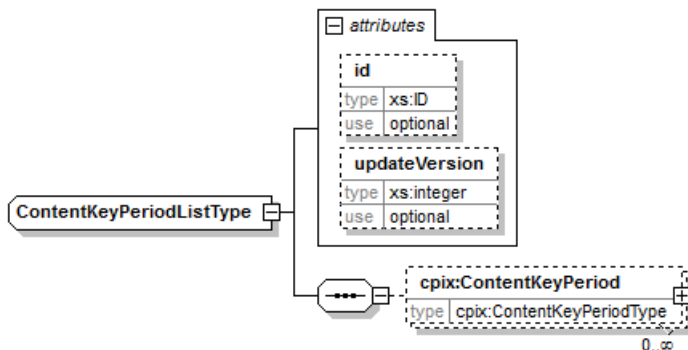 attributes
id
type xs:ID
use optional
updateVersion
type xs:integer
use optional
ContentKeyPeriodListType
cpix:ContentKeyPeriod
type cpix:ContentKeyPeriodType
0..∞